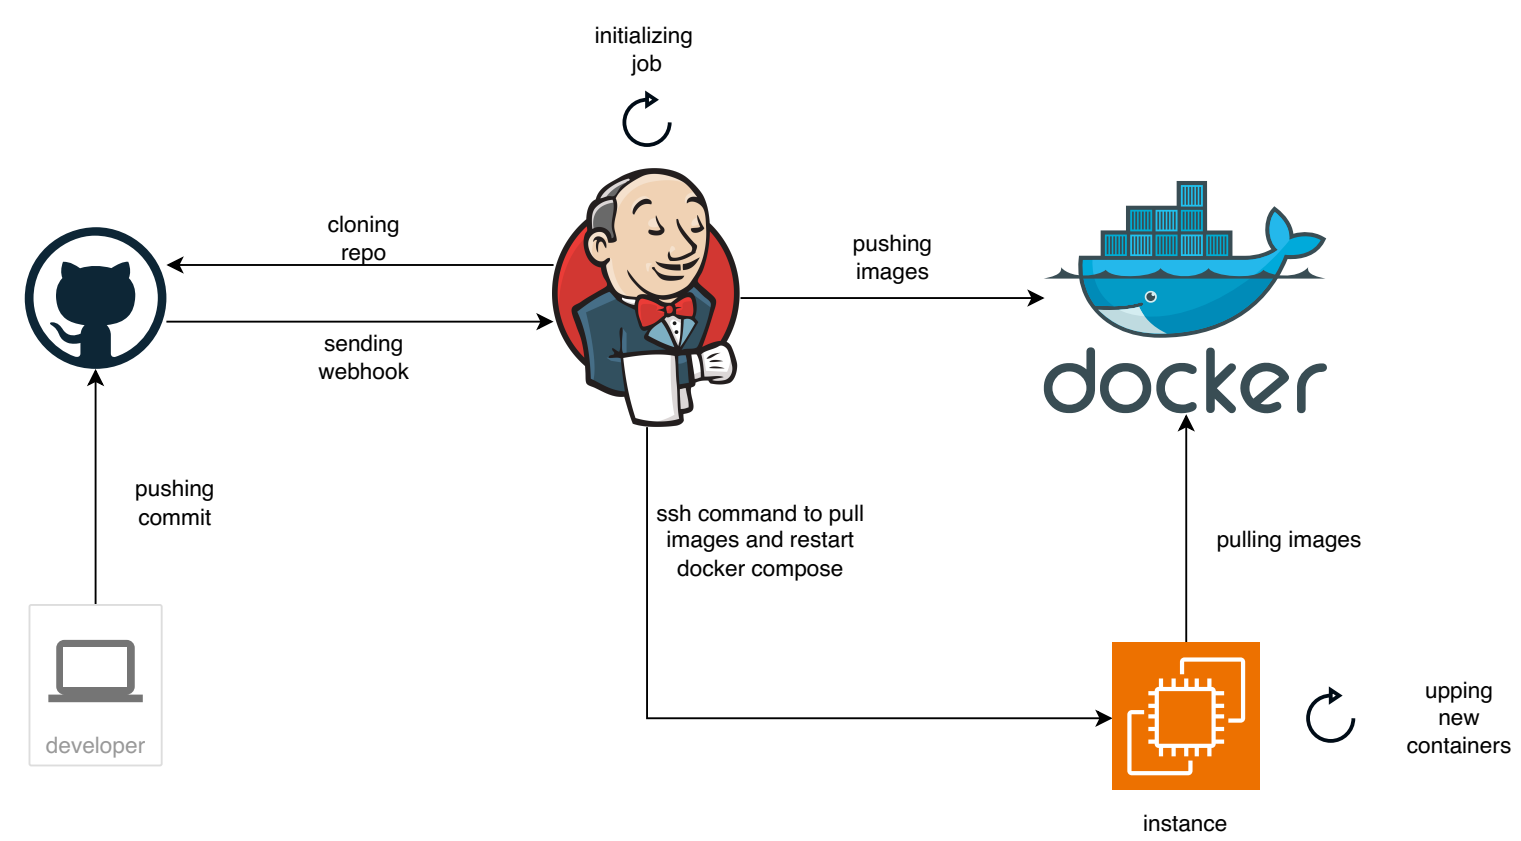 initializing
job
cloning
repo
sending
webhook
pushing
images
docker
pushing
commit
ssh command to pull
images and restart
docker compose
pulling images
developer
upping
new
containers
instance